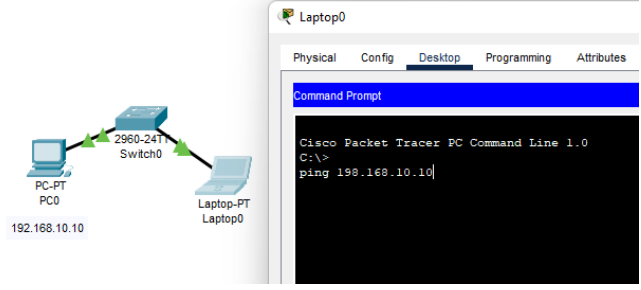 Laptop0
Physical Config Desktop Programming Attributes
Command Prompt
Cisco Packet Tracer PC Command Line 1.0
C:\>
ping 198.168.10.10
2960-24TT
Switch0
PC-PT
PC0
Laptop-PT
Laptop0
192.168.10.10